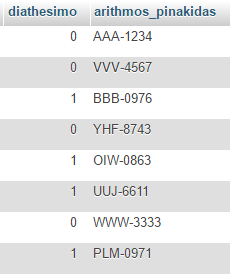 diathesimo arithmos_pinakidas
0 AAA-1234
0 VVV-4567
1 BBB-0976
0 YHF-8743
1 OIW-0863
1 UUJ-6611
0 WWW-3333
1 PLM-0971